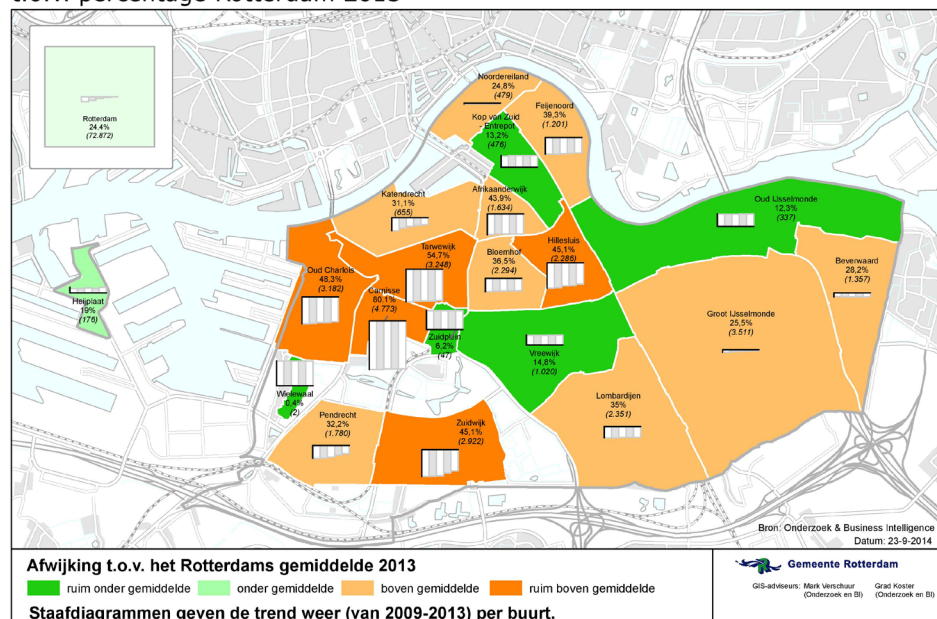 t.o.v. percentage Rotterdam 2013
Rotterdam
24,4%
(72.872)
Noordereiland
24,8%
(479)
Feijenoord
39,3%
(1.201)
Kop van Zuid
- Entrepot
13,2%
(476)
Katendrecht
31,1%
(655)
Afrikaanderwijk
43,9%
(1.634)
Oud IJsselmonde
12,3%
(337)
Tarwewijk
54,7%
(3.248)
Bloemhof
36,5%
(2.294)
Hillesluis
45,1%
(2.286)
Beverwaard
28,2%
(1.357)
Oud Charlois
48,3%
(3.182)
Carnisse
80,1%
(4.773)
Heijplaat
19%
(176)
Groot IJsselmonde
25,5%
(3.511)
Zuidplein
6,2%
(47)
Vreewijk
14,8%
(1.020)
Wielewaal
0,4%
(2)
Lombardijen
35%
(2.351)
Pendrecht
32,2%
(1.780)
Zuidwijk
45,1%
(2.922)
Bron: Onderzoek & Business Intelligence
Datum: 23-9-2014
Afwijking t.o.v. het Rotterdams gemiddelde 2013
ruim onder gemiddelde onder gemiddelde boven gemiddelde ruim boven gemiddelde
Staafdiagrammen geven de trend weer (van 2009-2013) per buurt.
Gemeente Rotterdam
GIS-adviseurs: Mark Verschuur Grad Koster
(Onderzoek en BI) (Onderzoek en BI)